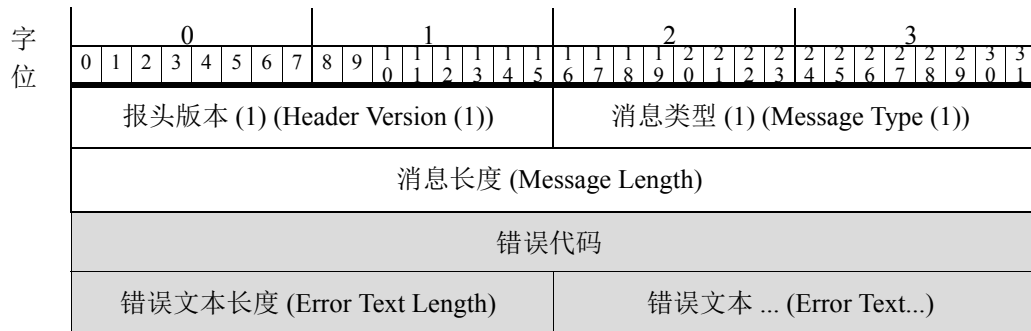 字 0 1 2 3
位 0 1 2 3 4 5 6 7 8 9 10 11 12 13 14 15 16 17 18 19 20 21 22 23 24 25 26 27 28 29 30 31
报头版本 (1) (Header Version (1)) 消息类型 (1) (Message Type (1))
消息长度 (Message Length)
错误代码
错误文本长度 (Error Text Length) 错误文本 ... (Error Text...)